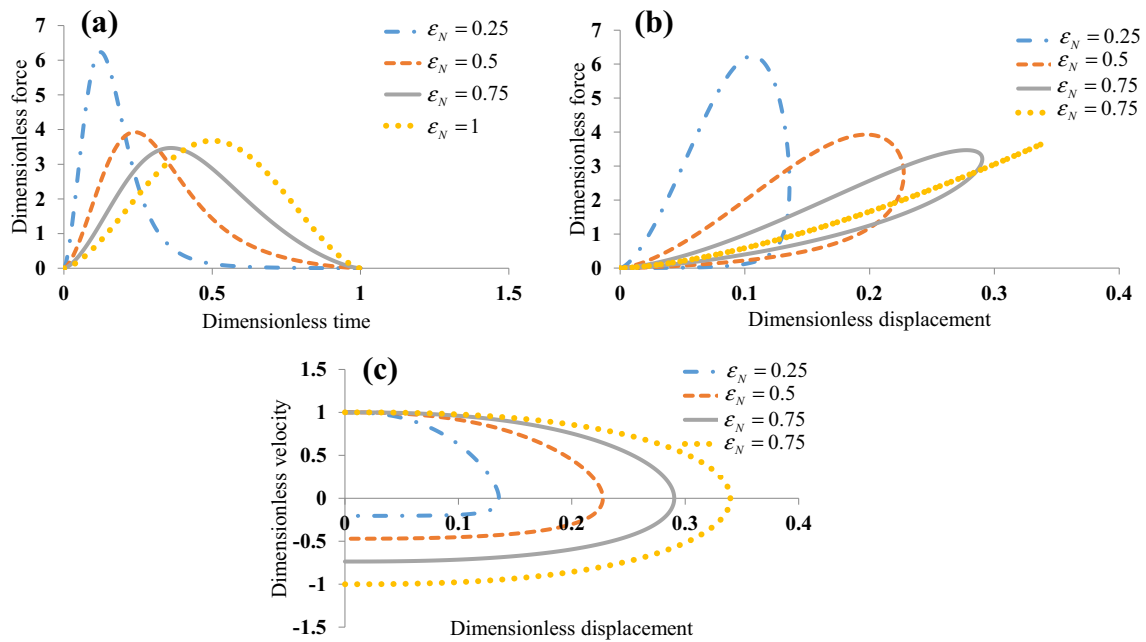 (a)
7
6
5
4
3
2
1
0
0
0.5
1
1.5
Dimensionless force
Dimensionless time
ε_N = 0.25
ε_N = 0.5
ε_N = 0.75
ε_N = 1
(b)
7
6
5
4
3
2
1
0
0
0.1
0.2
0.3
0.4
Dimensionless force
Dimensionless displacement
ε_N = 0.25
ε_N = 0.5
ε_N = 0.75
ε_N = 0.75
(c)
1.5
1
0.5
0
-0.5
-1
-1.5
0
0.1
0.2
0.3
0.4
Dimensionless velocity
Dimensionless displacement
ε_N = 0.25
ε_N = 0.5
ε_N = 0.75
ε_N = 0.75